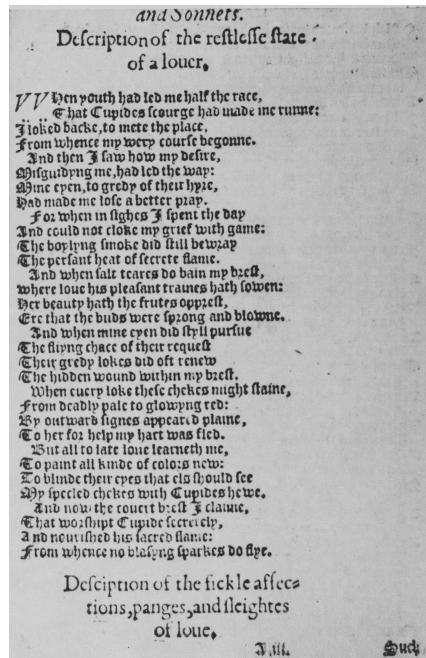 and Sonnets.
Description of the restlesse state
of a louer.
VVHen youth had led me half the race,
That Cupides scourge had made me runne:
I loked backe, to mete the place,
From whence my wery course begonne.
And then I saw how my desire,
Misguidyng me, had led the way:
Mine eyen, to gredy of their hyre,
Had made me lose a better pray.
For when in sighes I spent the day
And could not cloke my grief with game:
The boylyng smoke did still bewray
The persant heat of secrete flame.
And when salt teares do bain my brest,
where love his pleasant traines hath sowen:
Her beauty hath the frutes opprest,
Ere that the buds were sprong and blowne.
And when mine eyen did styll pursue
The fliyng chace of their request
Their gredy lokes did oft renew
The hidden wound within my brest.
When euery loke these chekes might staine,
From deadly pale to glowyng red:
By outward signes appeared plaine,
To her for help my hart was fled.
But all to late loue learneth me,
To paint all kinde of colors new:
To blinde their eyes that els should see
My specled chekes with Cupides hewe.
And now the couert brest I claime,
That worshipt Cupide secretely,
And nourished his sacred flame:
From whence no blasyng sparkes do flye.
Desciption of the fickle affec-
tions, panges, and sleightes
of loue.
A.iii. Such